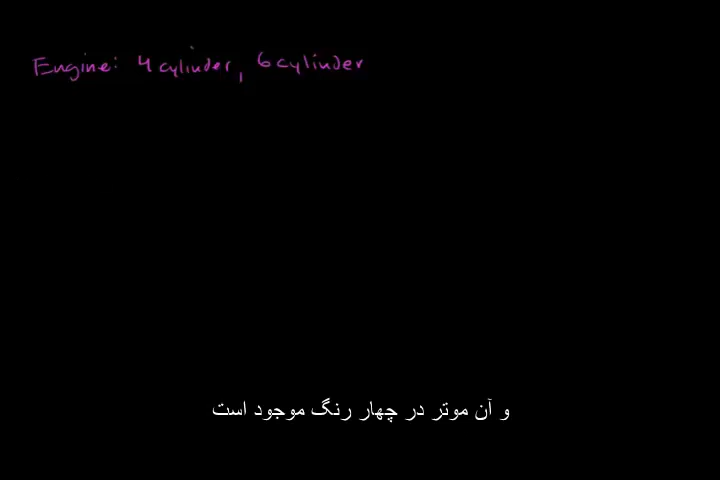 Engine: 4 cylinder, 6 cylinder
و آن موتر در چهار رنگ موجود است